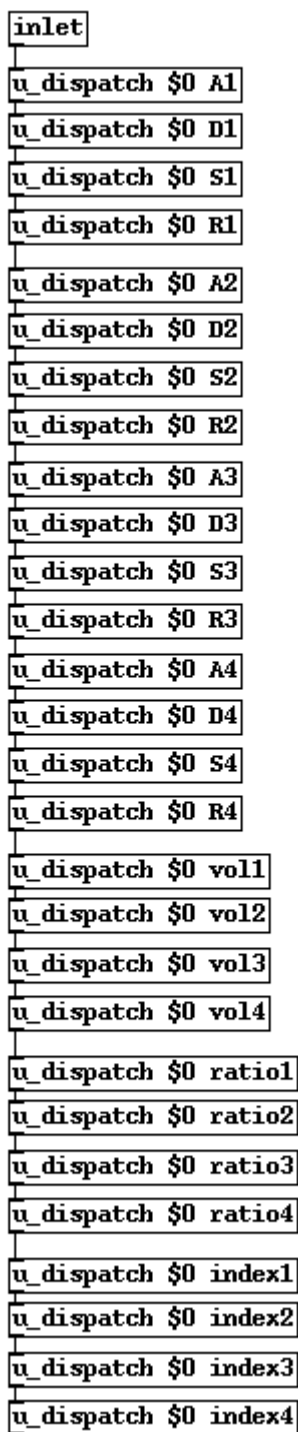 inlet
u_dispatch $0 A1
u_dispatch $0 D1
u_dispatch $0 S1
u_dispatch $0 R1
u_dispatch $0 A2
u_dispatch $0 D2
u_dispatch $0 S2
u_dispatch $0 R2
u_dispatch $0 A3
u_dispatch $0 D3
u_dispatch $0 S3
u_dispatch $0 R3
u_dispatch $0 A4
u_dispatch $0 D4
u_dispatch $0 S4
u_dispatch $0 R4
u_dispatch $0 vol1
u_dispatch $0 vol2
u_dispatch $0 vol3
u_dispatch $0 vol4
u_dispatch $0 ratio1
u_dispatch $0 ratio2
u_dispatch $0 ratio3
u_dispatch $0 ratio4
u_dispatch $0 index1
u_dispatch $0 index2
u_dispatch $0 index3
u_dispatch $0 index4